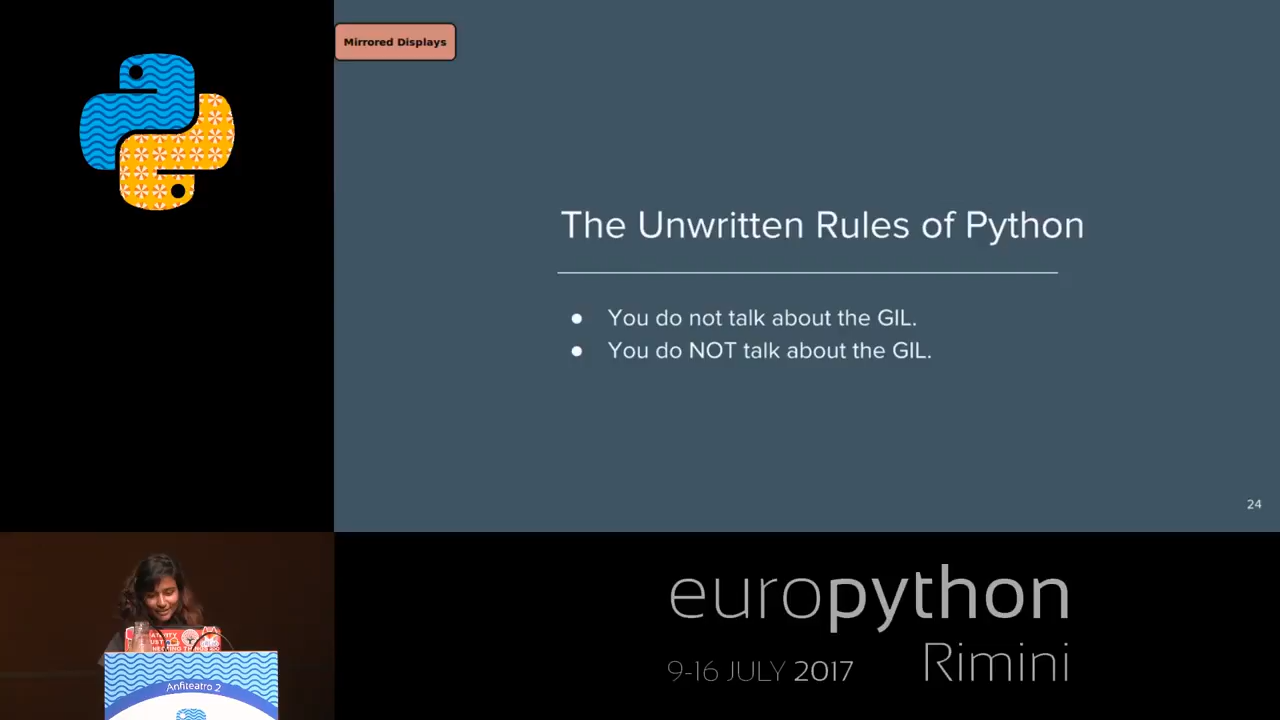 Mirrored Displays
The Unwritten Rules of Python
● You do not talk about the GIL.
● You do NOT talk about the GIL.
24
Anfiteatro 2
europython
9-16 JULY 2017
Rimini